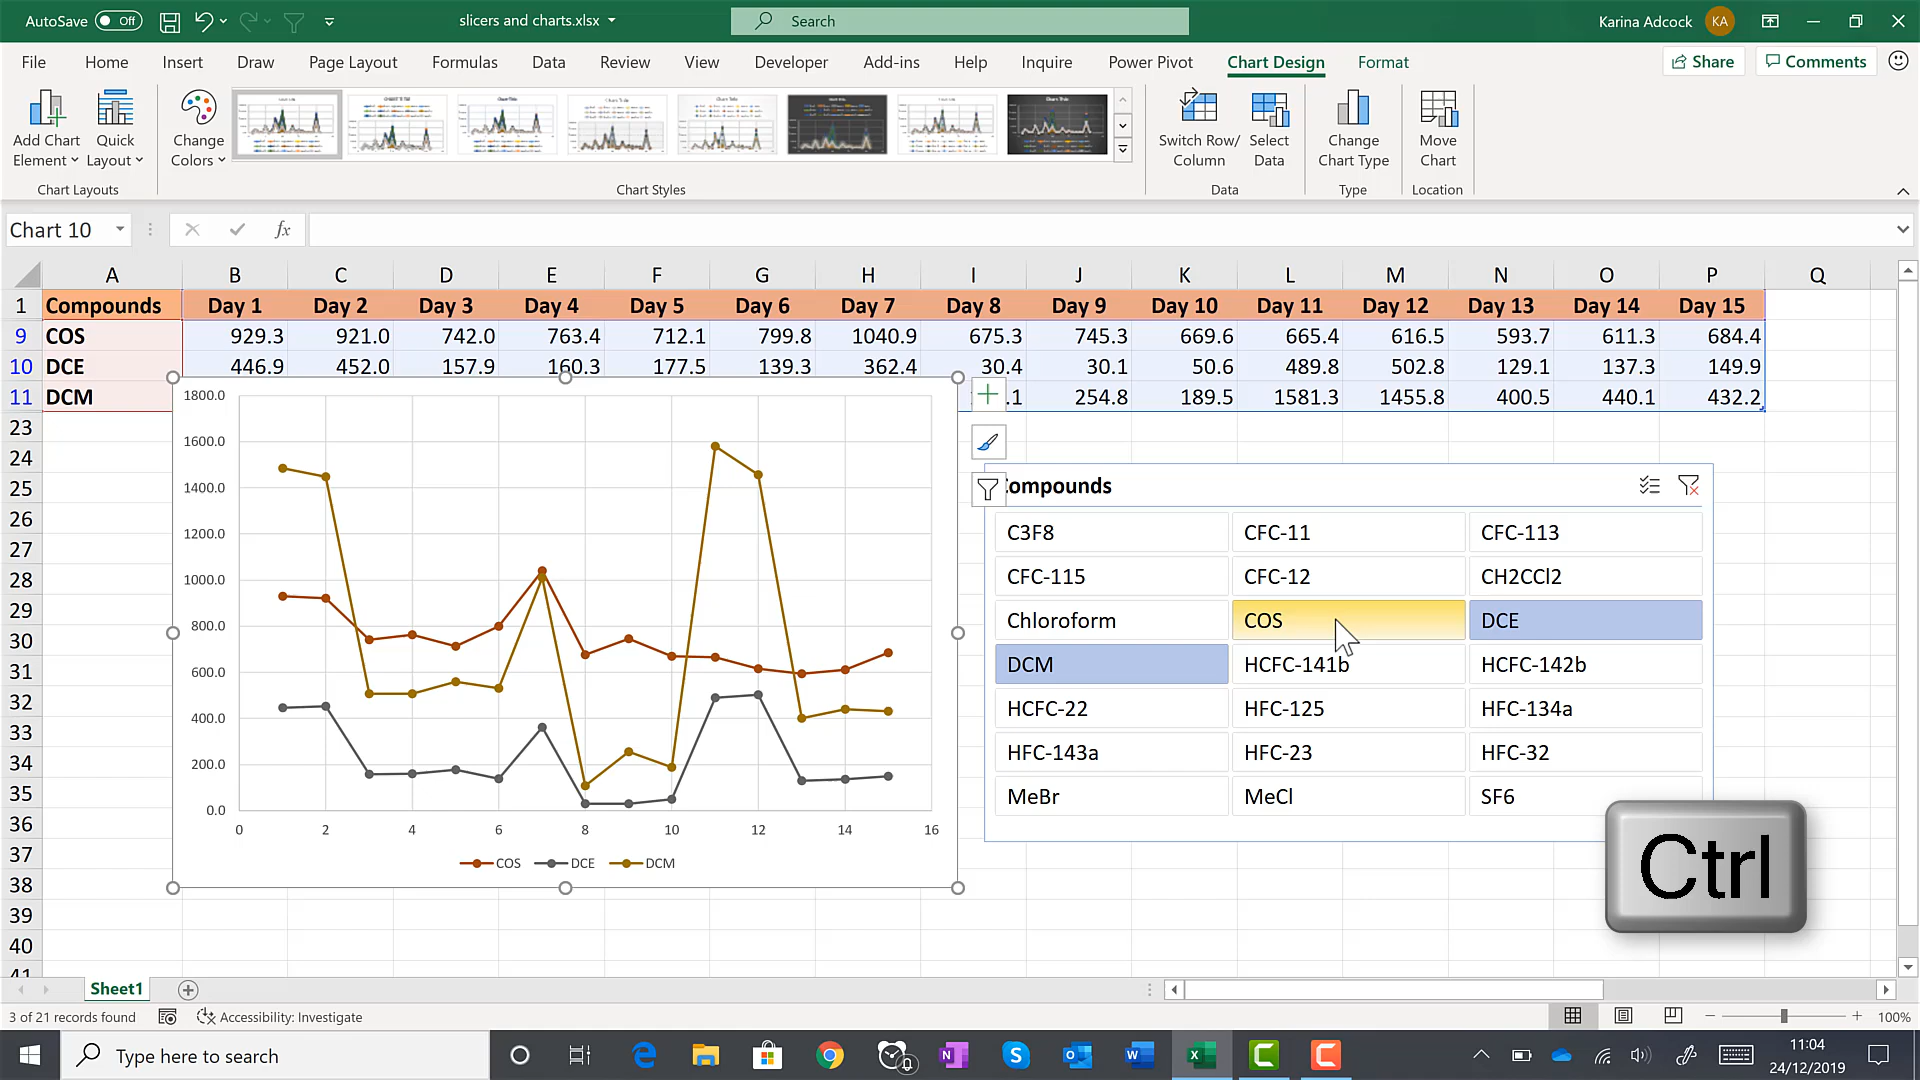 AutoSave Off
slicers and charts.xlsx
Search
Karina Adcock KA
File Home Insert Draw Page Layout Formulas Data Review View Developer Add-ins Help Inquire Power Pivot Chart Design Format
Share Comments
Add Chart Element
Quick Layout
Change Colors
Switch Row/ Column
Select Data
Change Chart Type
Move Chart
Chart Layouts
Chart Styles
Data
Type
Location
Chart 10
fx
A B C D E F G H I J K L M N O P Q
1 Compounds Day 1 Day 2 Day 3 Day 4 Day 5 Day 6 Day 7 Day 8 Day 9 Day 10 Day 11 Day 12 Day 13 Day 14 Day 15
9 COS 929.3 921.0 742.0 763.4 712.1 799.8 1040.9 675.3 745.3 669.6 665.4 616.5 593.7 611.3 684.4
10 DCE 446.9 452.0 157.9 160.3 177.5 139.3 362.4 30.4 30.1 50.6 489.8 502.8 129.1 137.3 149.9
11 DCM .1 254.8 189.5 1581.3 1455.8 400.5 440.1 432.2
23
24
25
26
27
28
29
30
31
32
33
34
35
36
37
38
39
40
41
1800.0
1600.0
1400.0
1200.0
1000.0
800.0
600.0
400.0
200.0
0.0
0 2 4 6 8 10 12 14 16
COS DCE DCM
ompounds
C3F8 CFC-11 CFC-113
CFC-115 CFC-12 CH2CCl2
Chloroform COS DCE
DCM HCFC-141b HCFC-142b
HCFC-22 HFC-125 HFC-134a
HFC-143a HFC-23 HFC-32
MeBr MeCl SF6
Ctrl
Sheet1
3 of 21 records found
Accessibility: Investigate
100%
Type here to search
11:04
24/12/2019